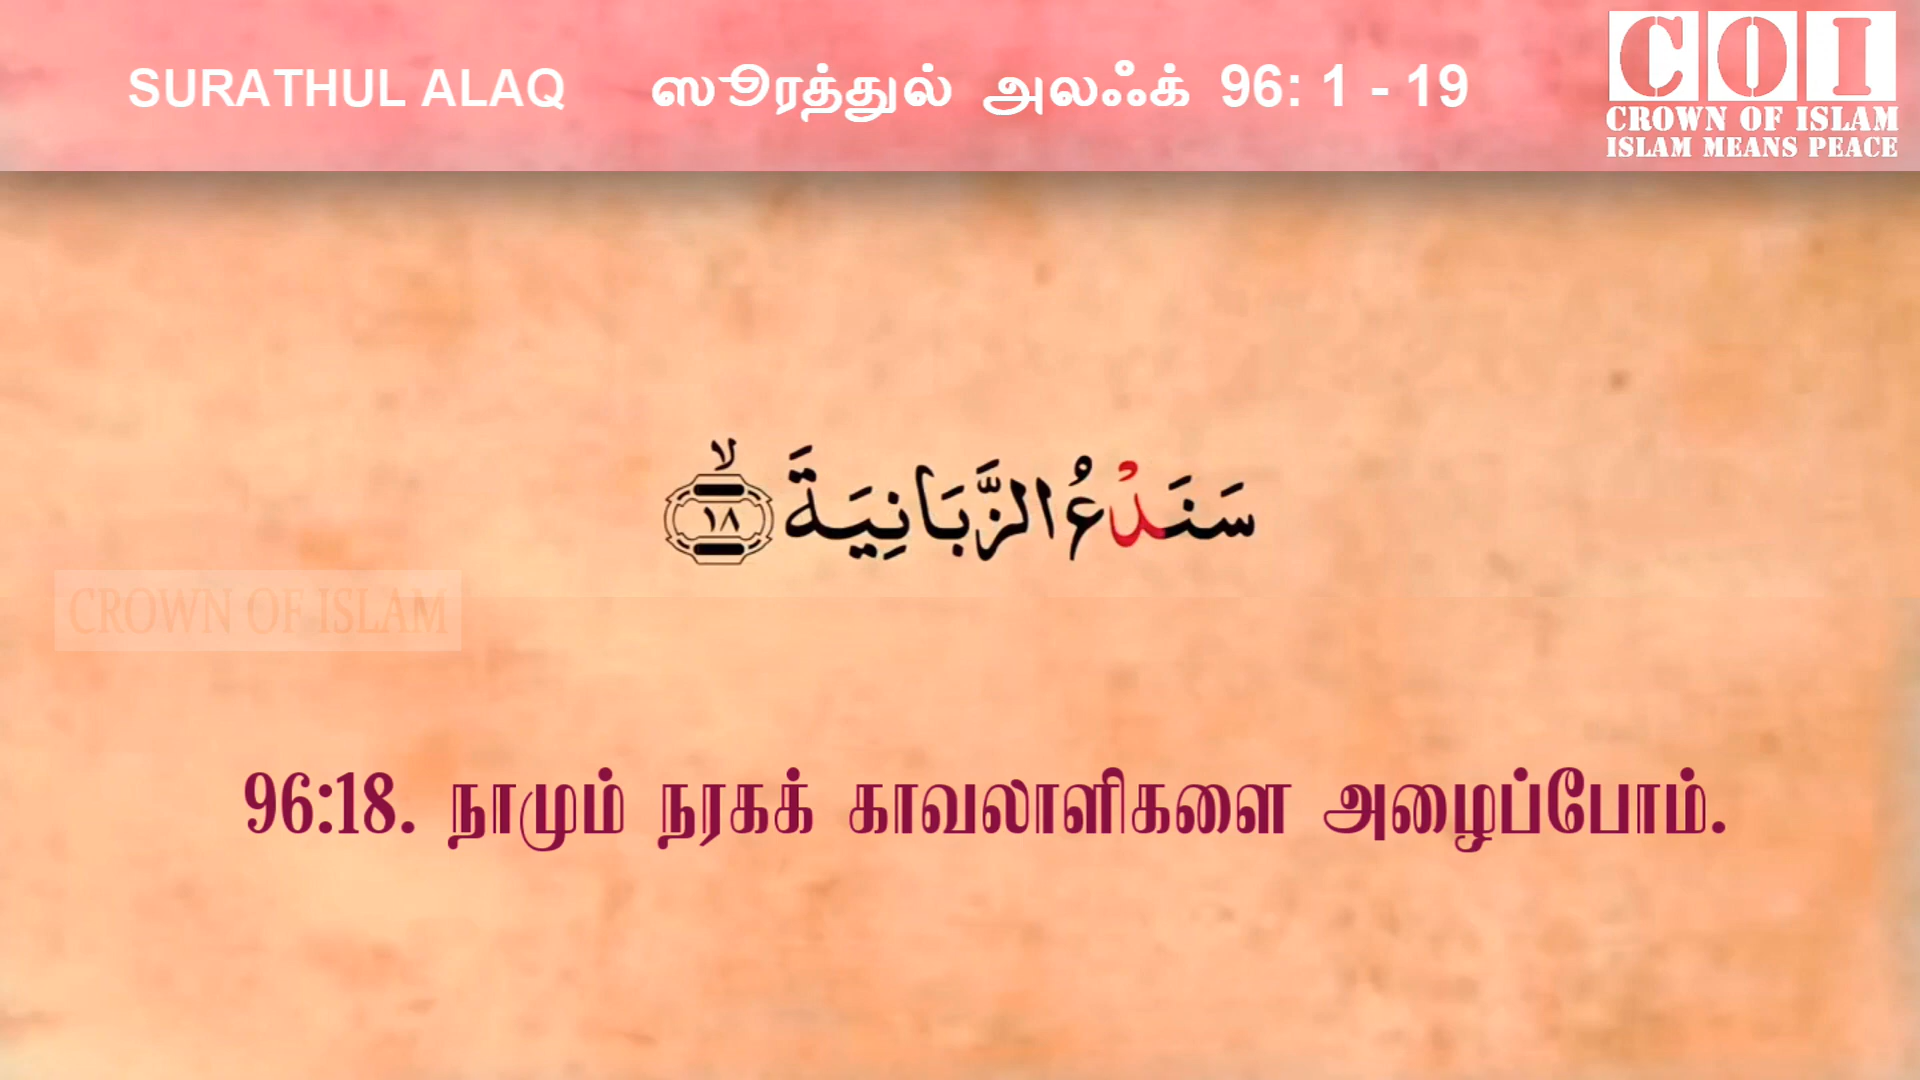 SURATHUL ALAQ ஸூரத்துல் அலஃக் 96: 1 - 19
COI
CROWN OF ISLAM
ISLAM MEANS PEACE
سَنَدْعُ الزَّبَانِيَةَ ۙ ١٨
CROWN OF ISLAM
96:18. நாமும் நரகக் காவலாளிகளை அழைப்போம்.